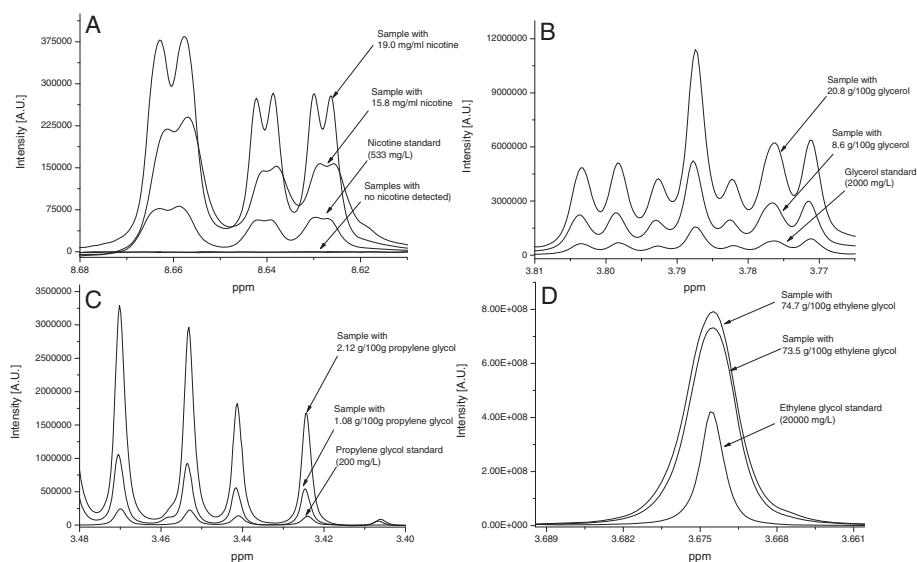 A
Intensity [A.U.]
375000
300000
225000
150000
75000
0
8.68
8.66
8.64
8.62
ppm
Sample with
19.0 mg/ml nicotine
Sample with
15.8 mg/ml nicotine
Nicotine standard
(533 mg/L)
Samples with
no nicotine detected)
B
Intensity [A.U.]
12000000
9000000
6000000
3000000
0
3.81
3.80
3.79
3.78
3.77
ppm
Sample with
20.8 g/100g glycerol
Sample with
8.6 g/100g glycerol
Glycerol standard
(2000 mg/L)
C
Intensity [A.U.]
3500000
3000000
2500000
2000000
1500000
1000000
500000
0
3.48
3.46
3.44
3.42
3.40
ppm
Sample with
2.12 g/100g propylene glycol
Sample with
1.08 g/100g propylene glycol
Propylene glycol standard
(200 mg/L)
D
Intensity [A.U.]
8.00E+008
6.00E+008
4.00E+008
2.00E+008
0.00E+000
3.689
3.682
3.675
3.668
3.661
ppm
Sample with
74.7 g/100g ethylene glycol
Sample with
73.5 g/100g ethylene glycol
Ethylene glycol standard
(20000 mg/L)